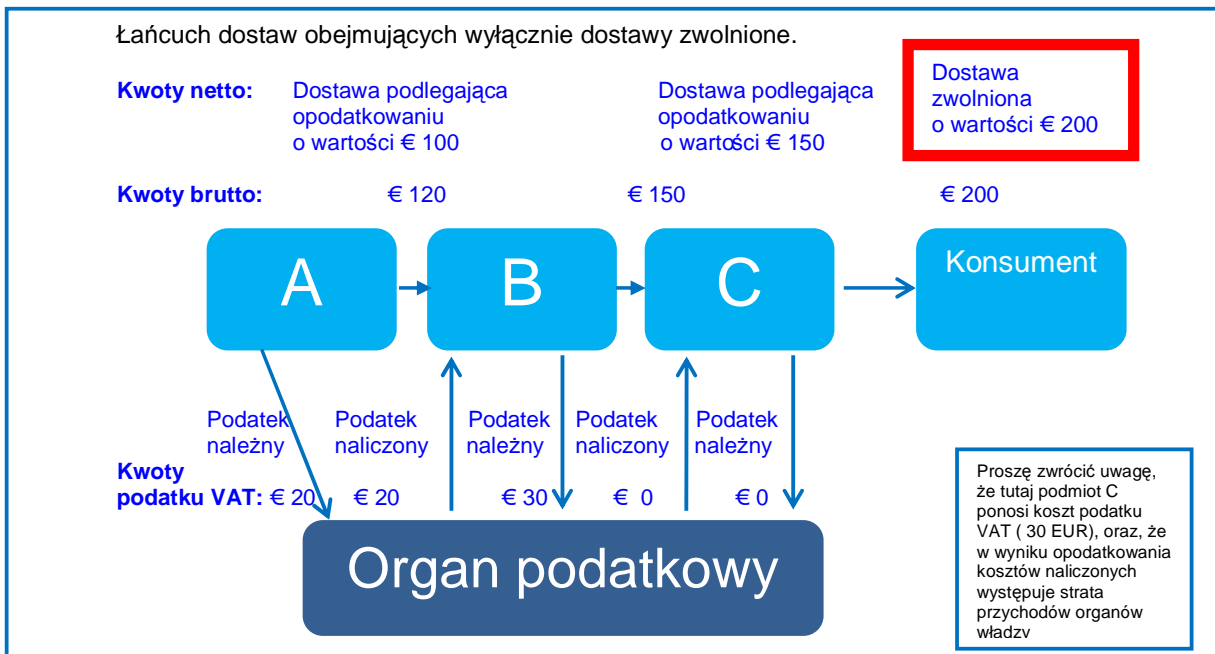 Łańcuch dostaw obejmujących wyłącznie dostawy zwolnione.
Kwoty netto:
Dostawa podlegająca
opodatkowaniu
o wartości € 100
Dostawa podlegająca
opodatkowaniu
o wartości € 150
Dostawa
zwolniona
o wartości € 200
Kwoty brutto:
€ 120
€ 150
€ 200
A
B
C
Konsument
Podatek
należny
Podatek
naliczony
Podatek
należny
Podatek
naliczony
Podatek
należny
Kwoty
podatku VAT: € 20
€ 20
€ 30
€ 0
€ 0
Organ podatkowy
Proszę zwrócić uwagę,
że tutaj podmiot C
ponosi koszt podatku
VAT ( 30 EUR), oraz, że
w wyniku opodatkowania
kosztów naliczonych
występuje strata
przychodów organów
władzy